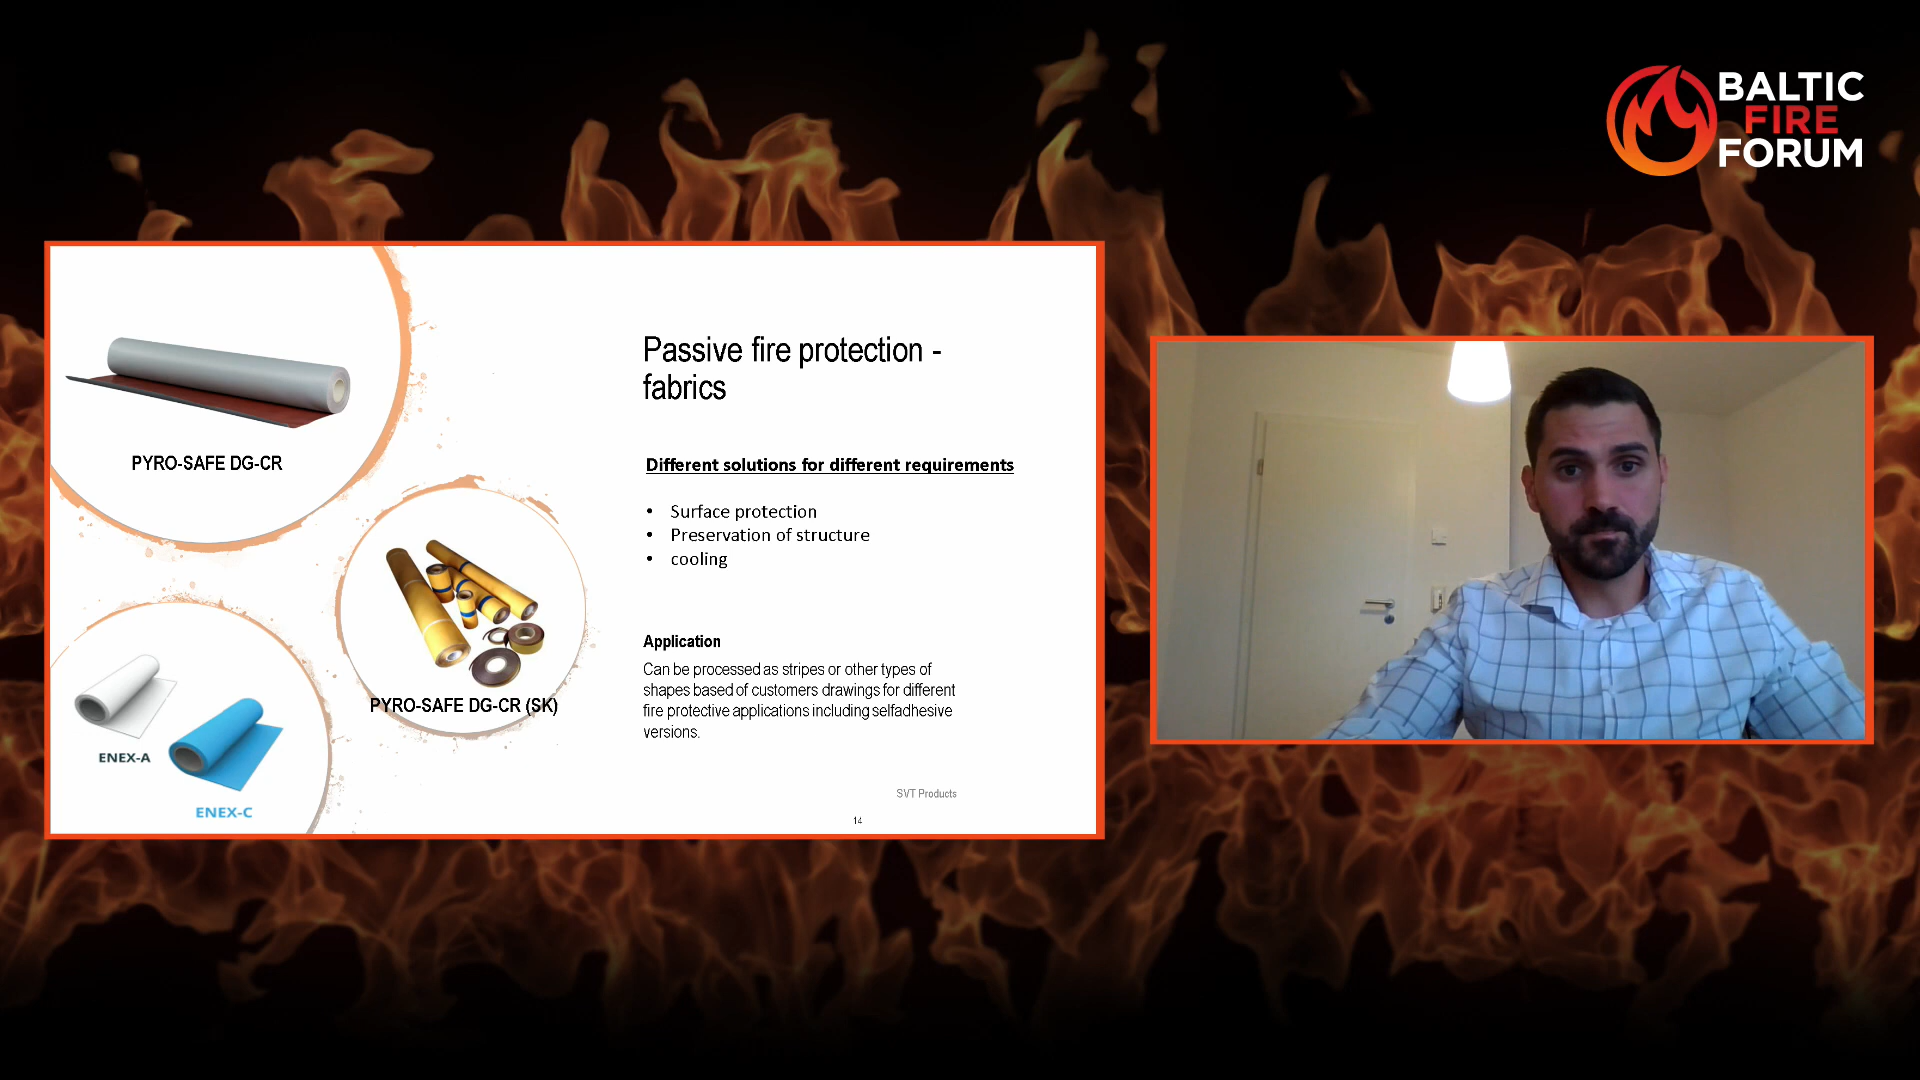 BALTIC
FIRE
FORUM
PYRO-SAFE DG-CR
PYRO-SAFE DG-CR (SK)
ENEX-A
ENEX-C
Passive fire protection -
fabrics
Different solutions for different requirements
• Surface protection
• Preservation of structure
• cooling
Application
Can be processed as stripes or other types of
shapes based of customers drawings for different
fire protective applications including selfadhesive
versions.
SVT Products
14